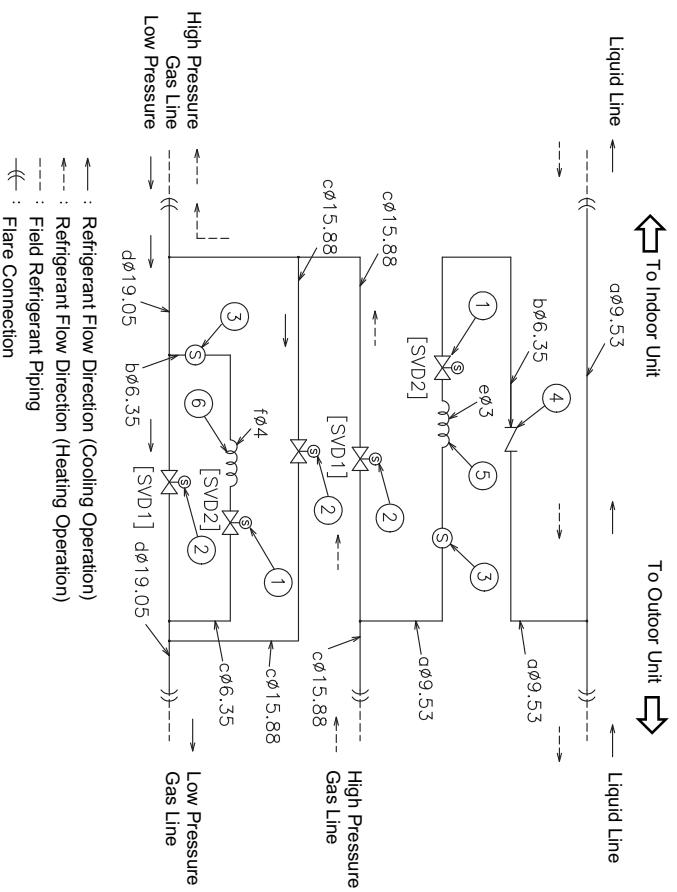 Liquid Line
To Indoor Unit
To Outoor Unit
Liquid Line
aø9.53
bø6.35
4
aø9.53
1
[SVD2]
eø3
5
3
aø9.53
cø15.88
[SVD1]
2
cø15.88
High Pressure
Gas Line
cø15.88
2
High Pressure
Gas Line
Low Pressure
dø19.05
3
bø6.35
6
fø4
[SVD2]
1
cø6.35
cø15.88
[SVD1]
2
dø19.05
Low Pressure
Gas Line
S
S
S
S
S
S
S
: Refrigerant Flow Direction (Cooling Operation)
: Refrigerant Flow Direction (Heating Operation)
: Field Refrigerant Piping
: Flare Connection